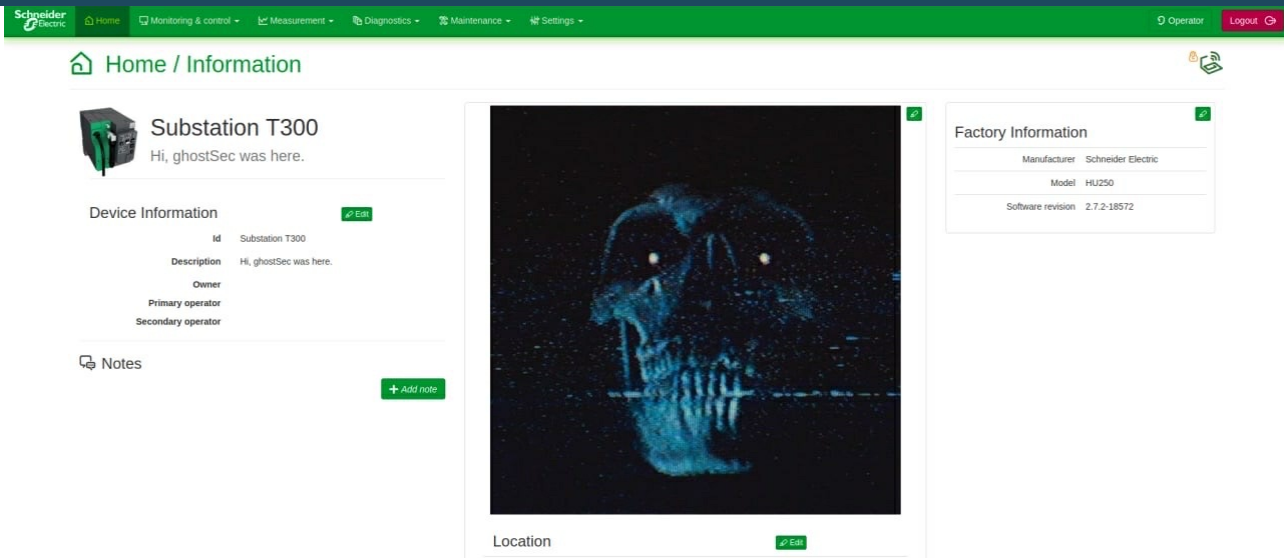 Schneider Electric Home Monitoring & control Measurement Diagnostics Maintenance Settings Operator Logout
Home / Information
Substation T300
Hi, ghostSec was here.
Device Information Edit
Id Substation T300
Description Hi, ghostSec was here.
Owner
Primary operator
Secondary operator
Notes
+ Add note
Location Edit
Factory Information
Manufacturer Schneider Electric
Model HU250
Software revision 2.7.2-18572